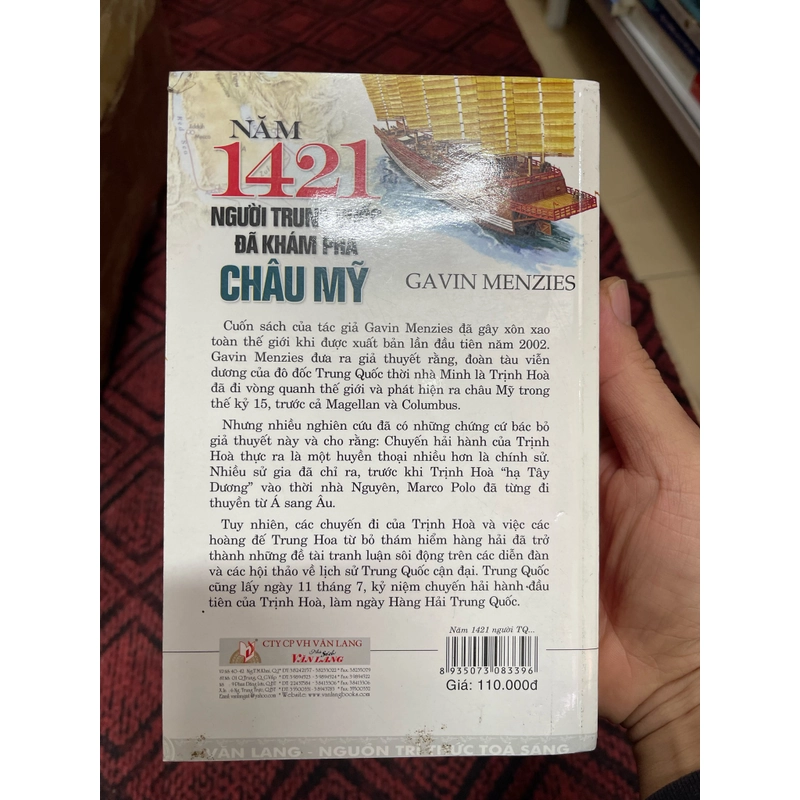 NĂM
1421
NGƯỜI TRUNG
ĐÃ KHÁM PHÁ
CHÂU MỸ
GAVIN MENZIES
Cuốn sách của tác giả Gavin Menzies đã gây xôn xao
toàn thế giới khi được xuất bản lần đầu tiên năm 2002.
Gavin Menzies đưa ra giả thuyết rằng, đoàn tàu viễn
dương của đô đốc Trung Quốc thời nhà Minh là Trịnh Hoà
đã đi vòng quanh thế giới và phát hiện ra châu Mỹ trong
thế kỷ 15, trước cả Magellan và Columbus.
Nhưng nhiều nghiên cứu đã có những chứng cứ bác bỏ
giả thuyết này và cho rằng: Chuyến hải hành của Trịnh
Hoà thực ra là một huyền thoại nhiều hơn là chính sử.
Nhiều sử gia đã chỉ ra, trước khi Trịnh Hoà “hạ Tây
Dương” vào thời nhà Nguyên, Marco Polo đã từng đi
thuyền từ Á sang Âu.
Tuy nhiên, các chuyến đi của Trịnh Hoà và việc các
hoàng đế Trung Hoa từ bỏ thám hiểm hàng hải đã trở
thành những đề tài tranh luận sôi động trên các diễn đàn
và các hội thảo về lịch sử Trung Quốc cận đại. Trung Quốc
cũng lấy ngày 11 tháng 7, kỷ niệm chuyến hải hành đầu
tiên của Trịnh Hoà, làm ngày Hàng Hải Trung Quốc.
CTY CP VH VĂN LANG
Nhà Sách
VĂN LANG
Năm 1421 người TQ...
8 935073 083396
Giá: 110.000đ
VĂN LANG - NGUỒN TRI THỨC TOẢ SÁNG